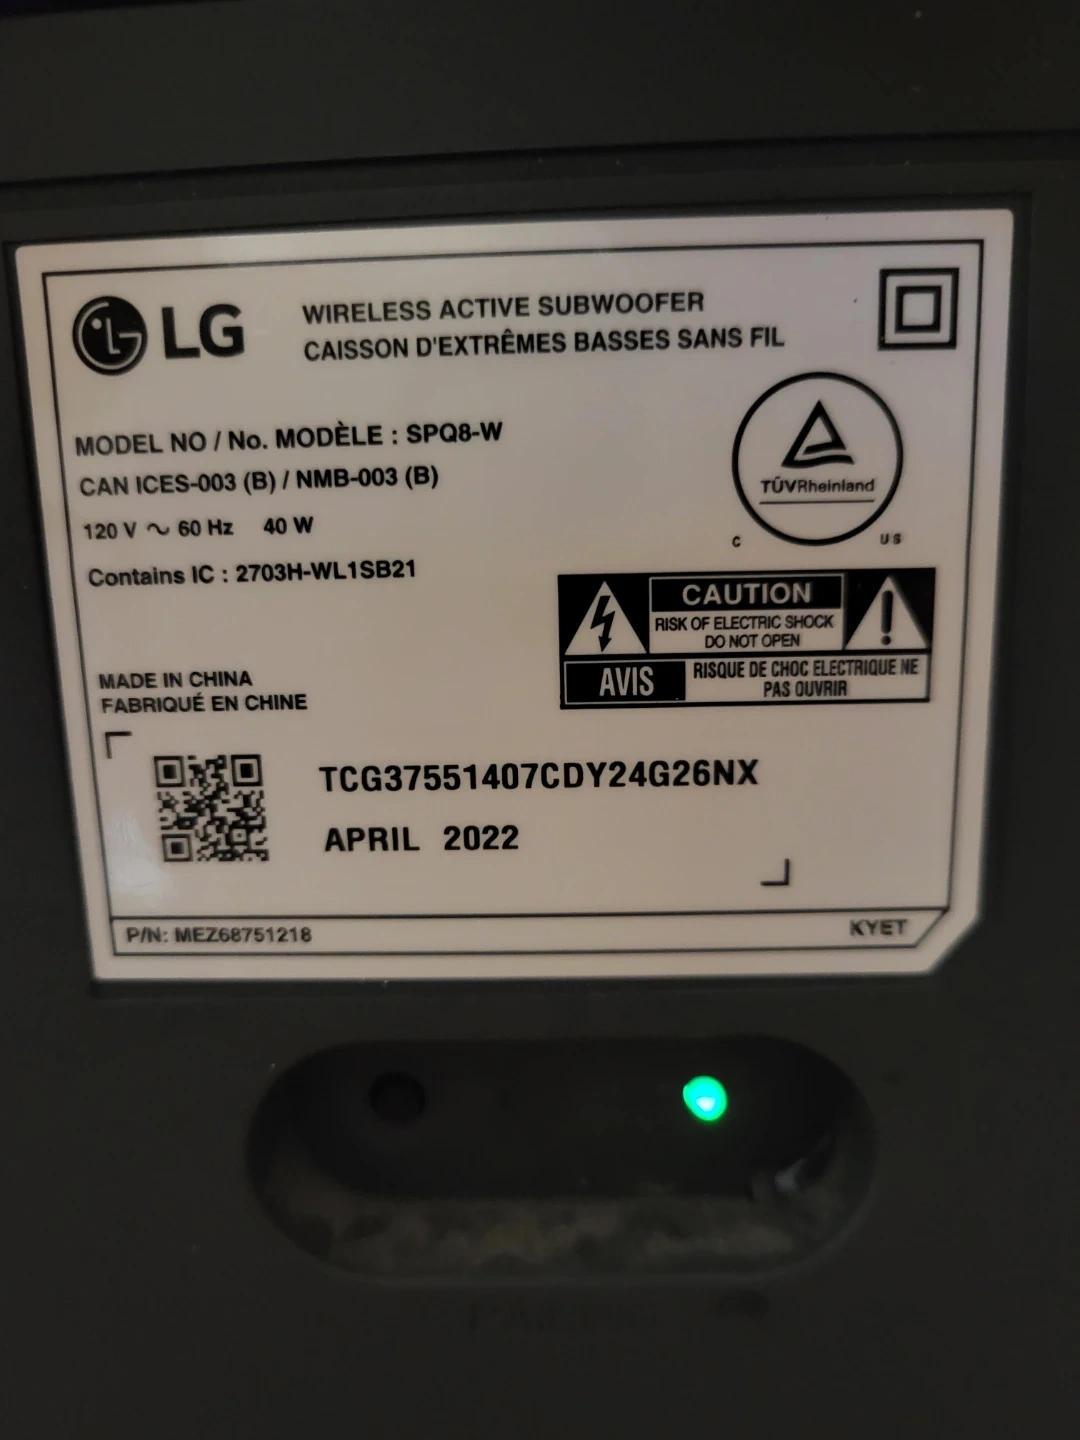 LG
WIRELESS ACTIVE SUBWOOFER
CAISSON D'EXTRÊMES BASSES SANS FIL
MODEL NO / No. MODÈLE : SPQ8-W
CAN ICES-003 (B) / NMB-003 (B)
120 V ~ 60 Hz 40 W
Contains IC : 2703H-WL1SB21
TÜVRheinland
C US
CAUTION
RISK OF ELECTRIC SHOCK
DO NOT OPEN
AVIS
RISQUE DE CHOC ELECTRIQUE NE
PAS OUVRIR
MADE IN CHINA
FABRIQUÉ EN CHINE
TCG37551407CDY24G26NX
APRIL 2022
P/N: MEZ68751218
KYET